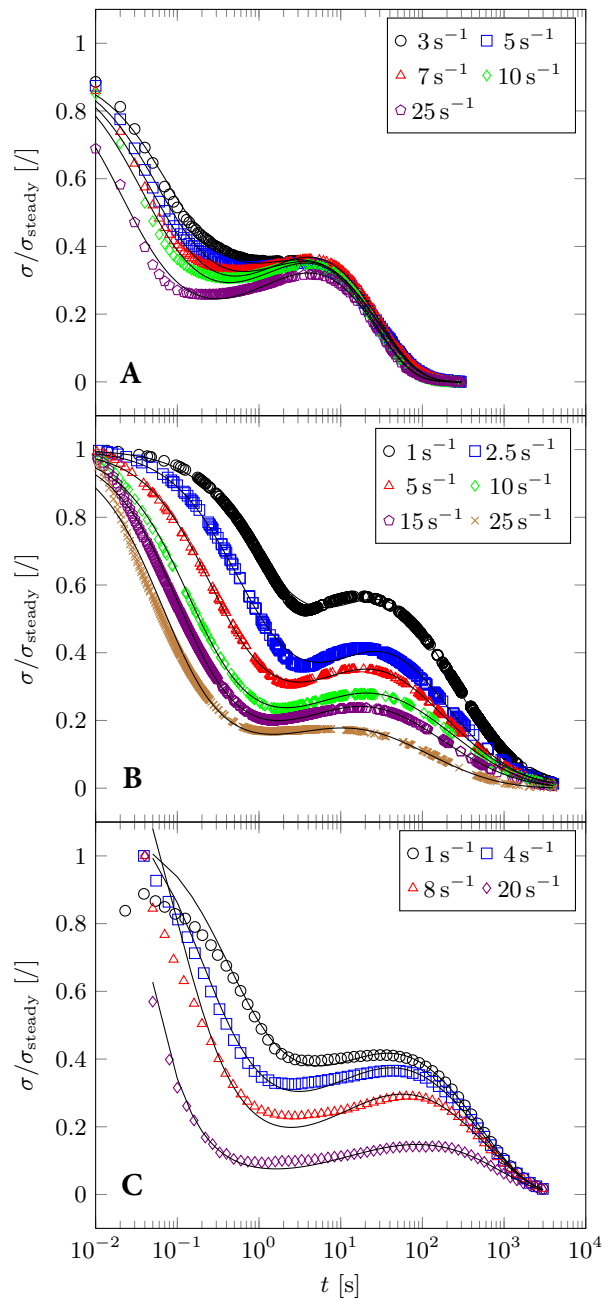 1
0.8
0.6
0.4
0.2
0
σ/σ_steady [/]
3 s⁻¹ 5 s⁻¹
7 s⁻¹ 10 s⁻¹
25 s⁻¹
A
1
0.8
0.6
0.4
0.2
0
σ/σ_steady [/]
1 s⁻¹ 2.5 s⁻¹
5 s⁻¹ 10 s⁻¹
15 s⁻¹ 25 s⁻¹
B
1
0.8
0.6
0.4
0.2
0
σ/σ_steady [/]
1 s⁻¹ 4 s⁻¹
8 s⁻¹ 20 s⁻¹
C
10⁻² 10⁻¹ 10⁰ 10¹ 10² 10³ 10⁴
t [s]